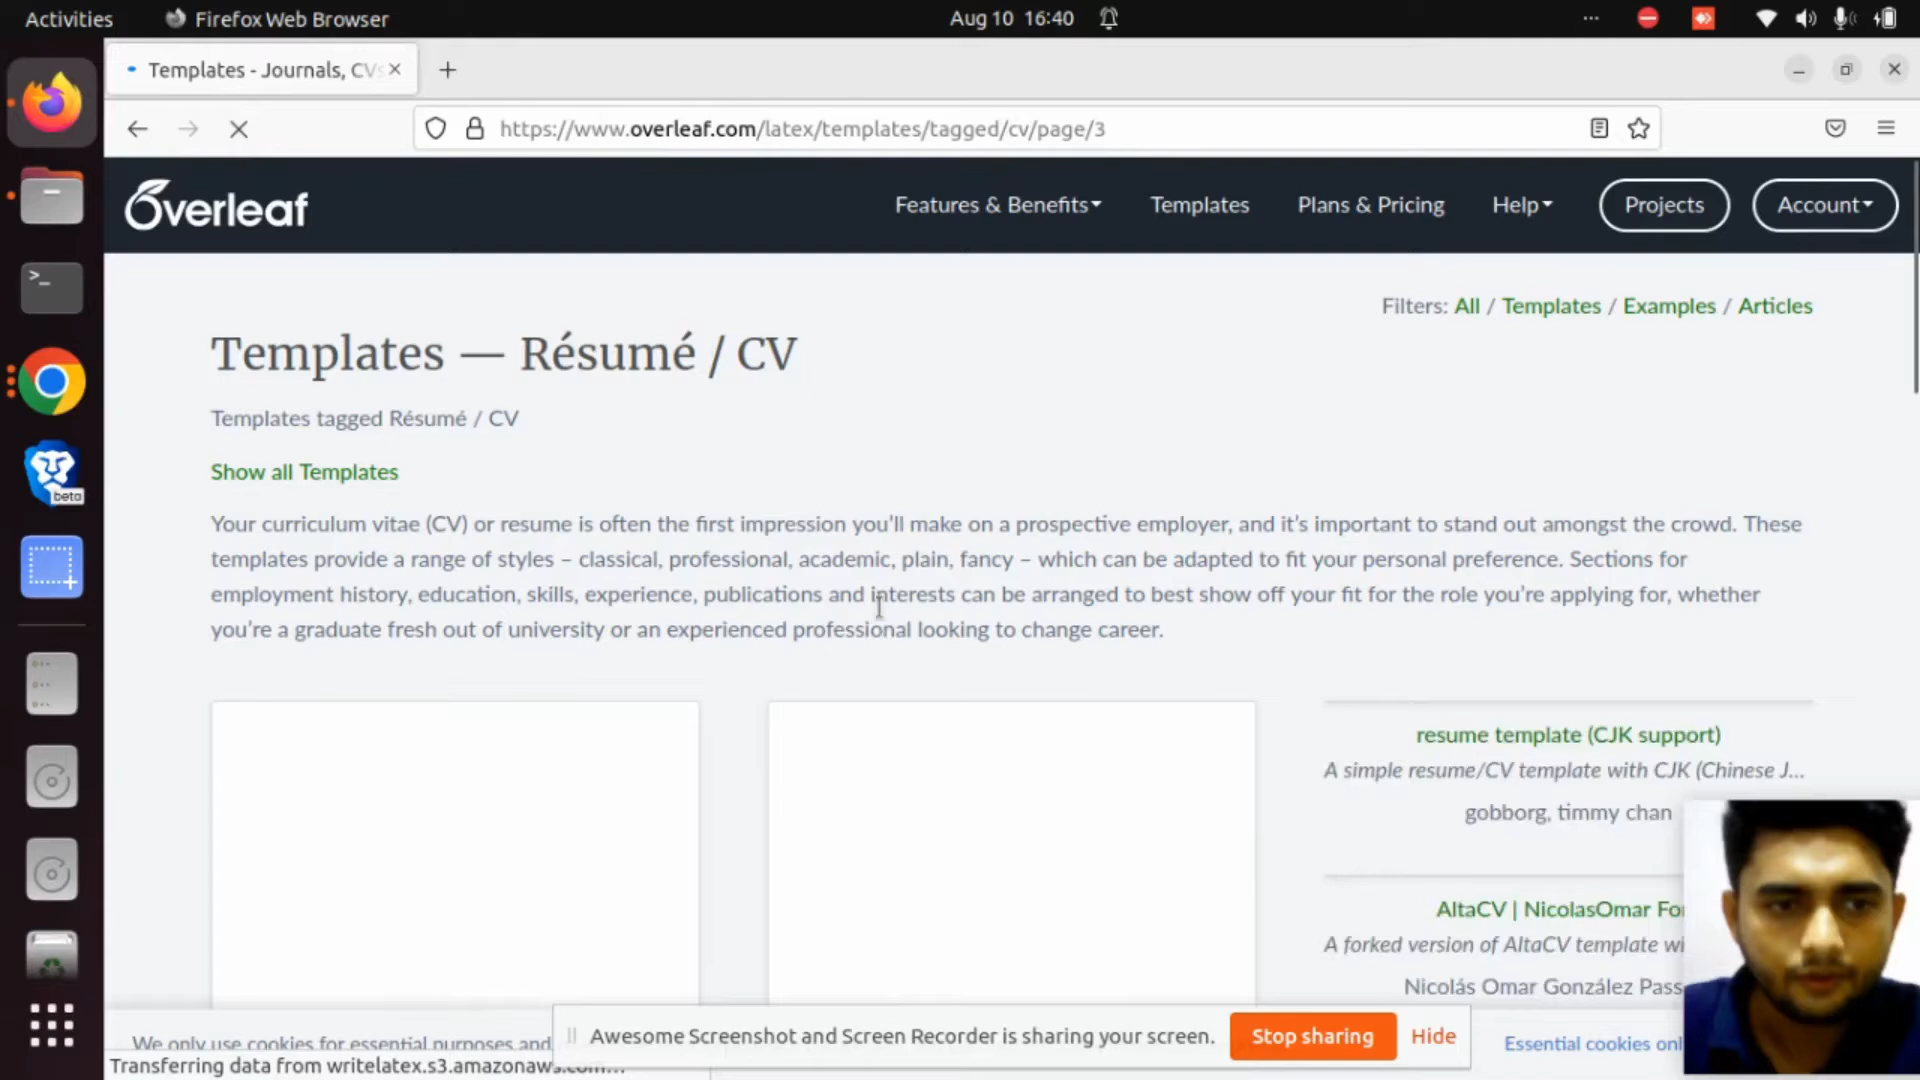 Activities Firefox Web Browser Aug 10 16:40
Templates - Journals, CVs
https://www.overleaf.com/latex/templates/tagged/cv/page/3
Overleaf Features & Benefits Templates Plans & Pricing Help Projects Account
Filters: All / Templates / Examples / Articles
Templates — Résumé / CV
Templates tagged Résumé / CV
Show all Templates
Your curriculum vitae (CV) or resume is often the first impression you'll make on a prospective employer, and it's important to stand out amongst the crowd. These
templates provide a range of styles – classical, professional, academic, plain, fancy – which can be adapted to fit your personal preference. Sections for
employment history, education, skills, experience, publications and interests can be arranged to best show off your fit for the role you're applying for, whether
you're a graduate fresh out of university or an experienced professional looking to change career.
resume template (CJK support)
A simple resume/CV template with CJK (Chinese J...
gobborg, timmy chan
AltaCV | NicolasOmar
A forked version of AltaCV template
Nicolás Omar González
beta
We only use cookies for essential purposes and
Awesome Screenshot and Screen Recorder is sharing your screen. Stop sharing Hide
Essential cookies
Transferring data from writelatex.s3.amazonaws.com...